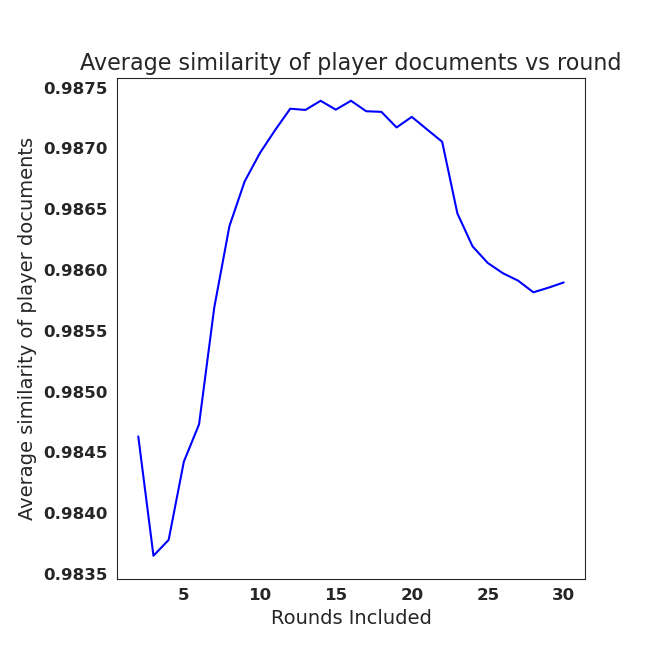 Average similarity of player documents vs round
Average similarity of player documents
0.9875
0.9870
0.9865
0.9860
0.9855
0.9850
0.9845
0.9840
0.9835
5 10 15 20 25 30
Rounds Included